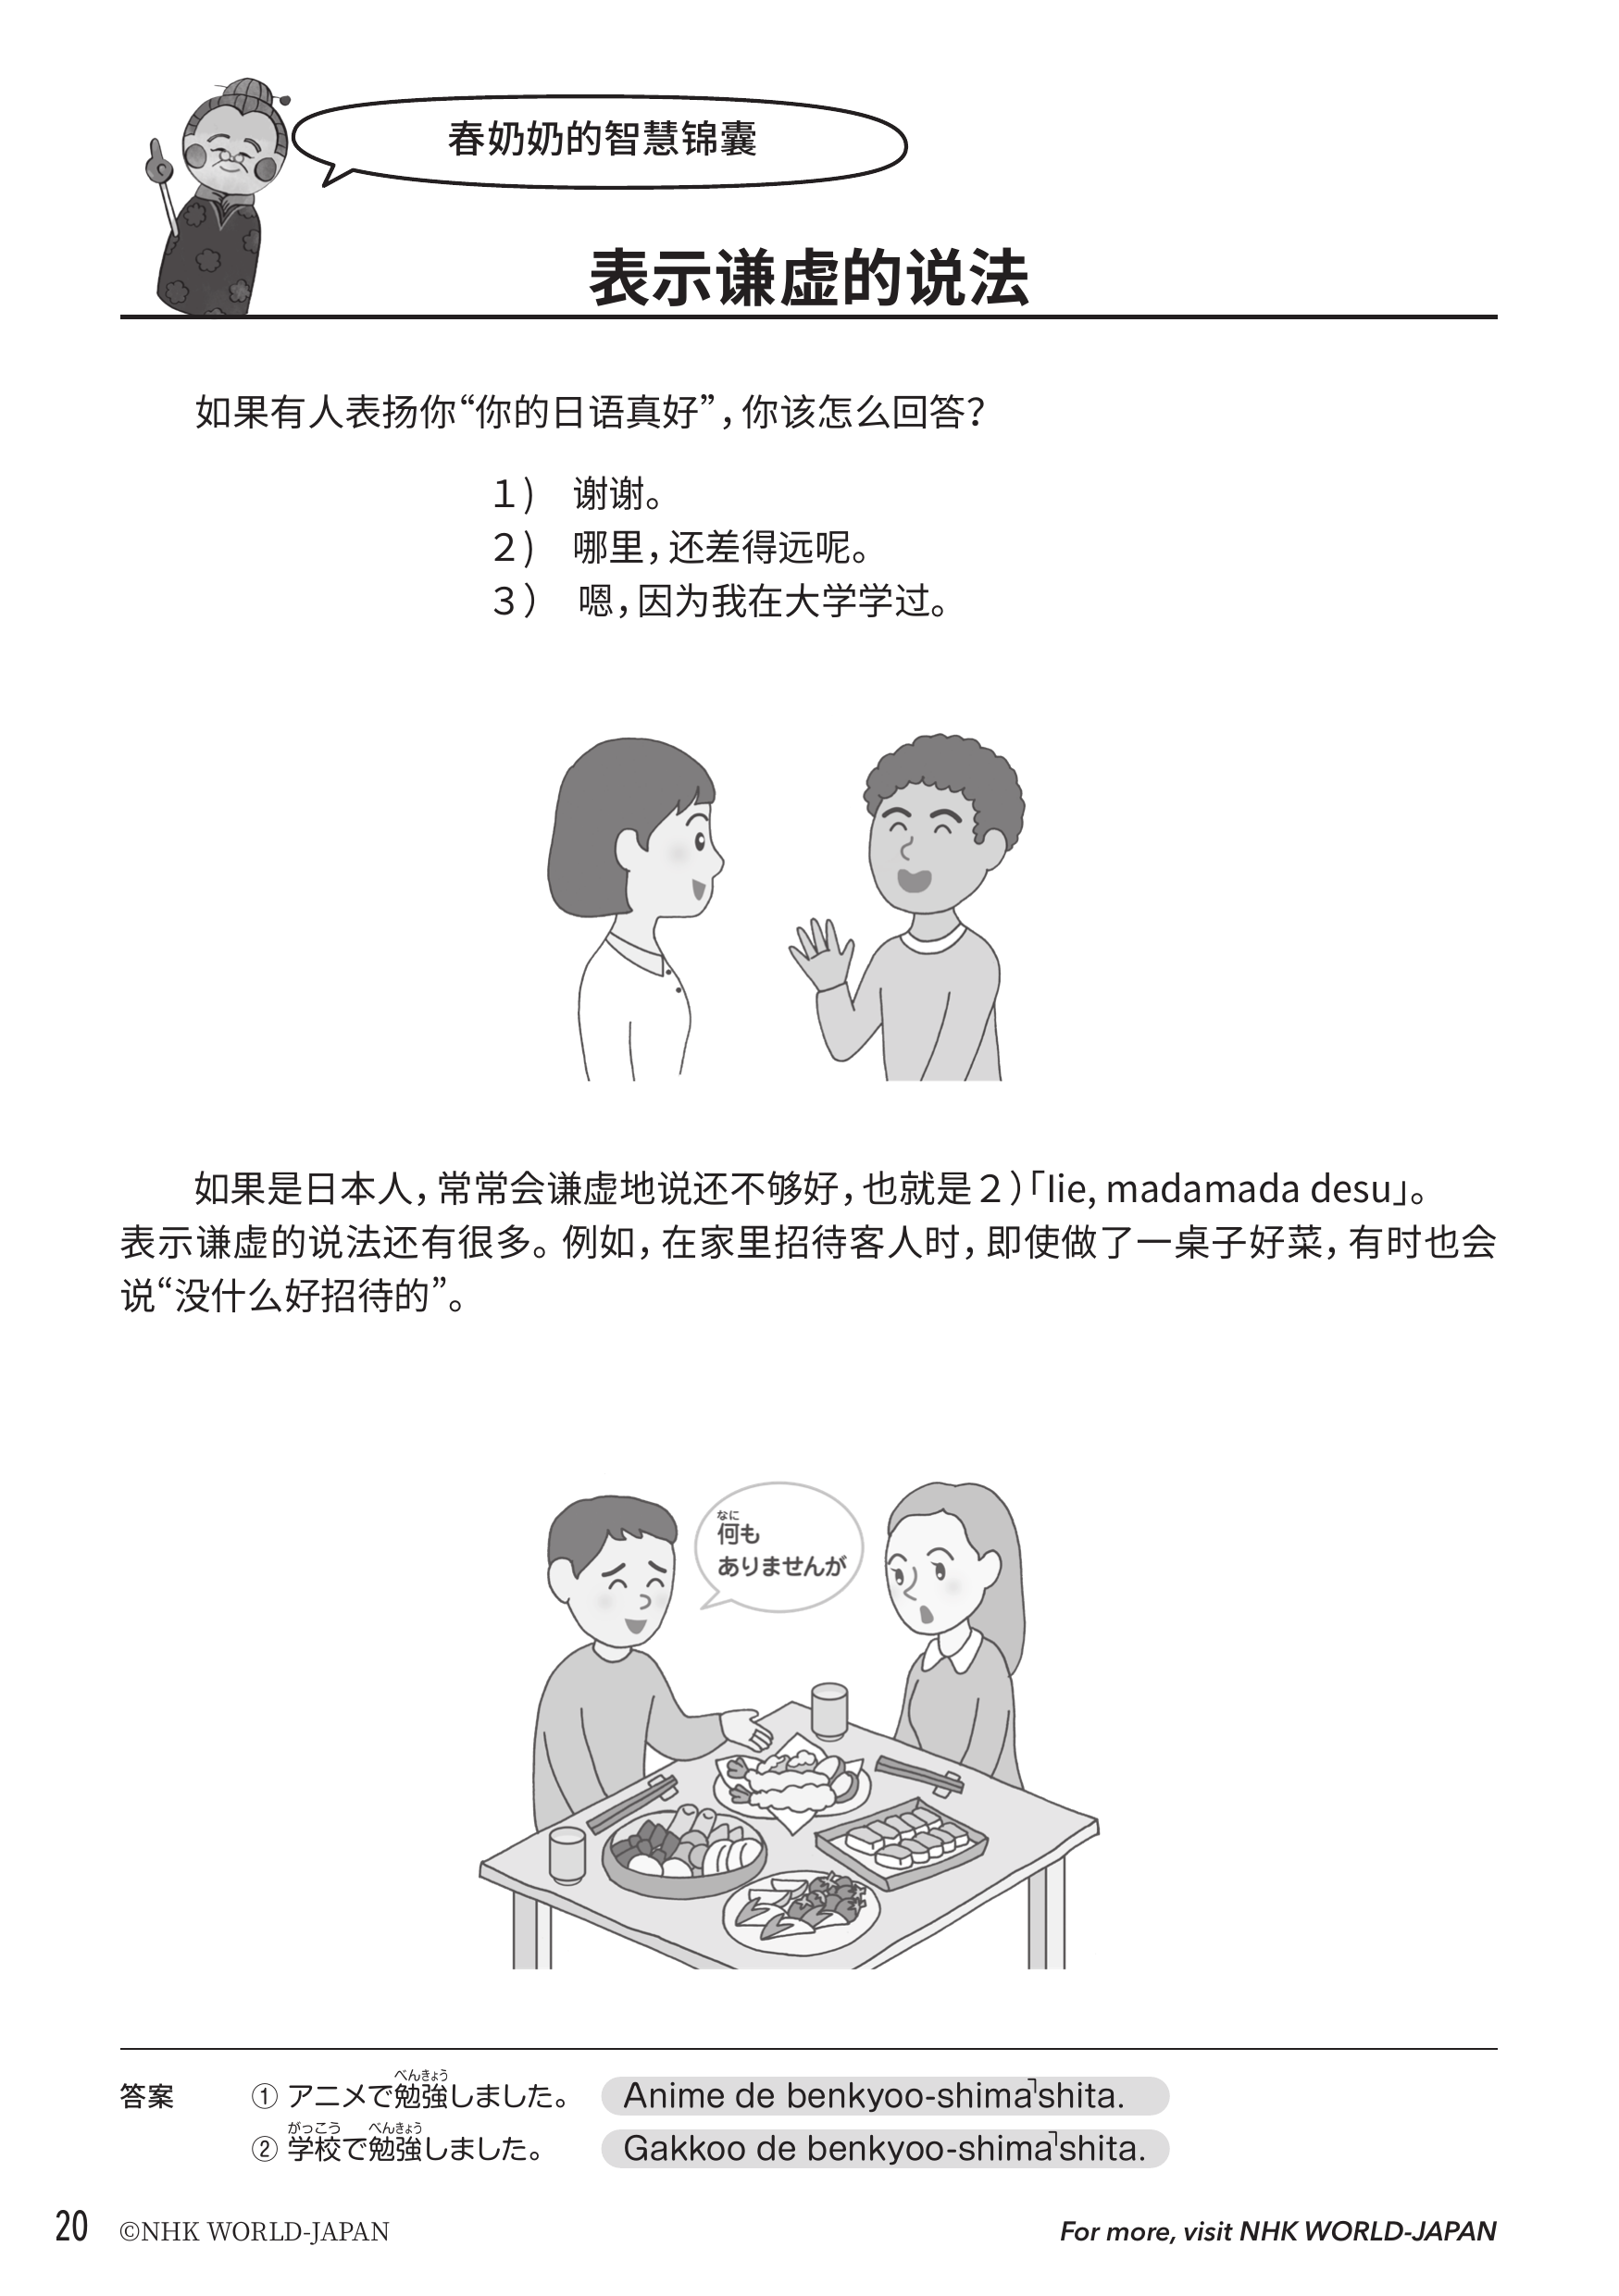 春奶奶的智慧锦囊
表示谦虚的说法
如果有人表扬你“你的日语真好”，你该怎么回答？
１） 谢谢。
２） 哪里，还差得远呢。
３） 嗯，因为我在大学学过。
如果是日本人，常常会谦虚地说还不够好，也就是２）「Iie, madamada desu」。
表示谦虚的说法还有很多。例如，在家里招待客人时，即使做了一桌子好菜，有时也会
说“没什么好招待的”。
なに
何も
ありませんが
べんきょう
答案 ① アニメで勉強しました。 Anime de benkyoo-shima⌝shita.
がっこう べんきょう
② 学校で勉強しました。 Gakkoo de benkyoo-shima⌝shita.
20 ©NHK WORLD-JAPAN For more, visit NHK WORLD-JAPAN